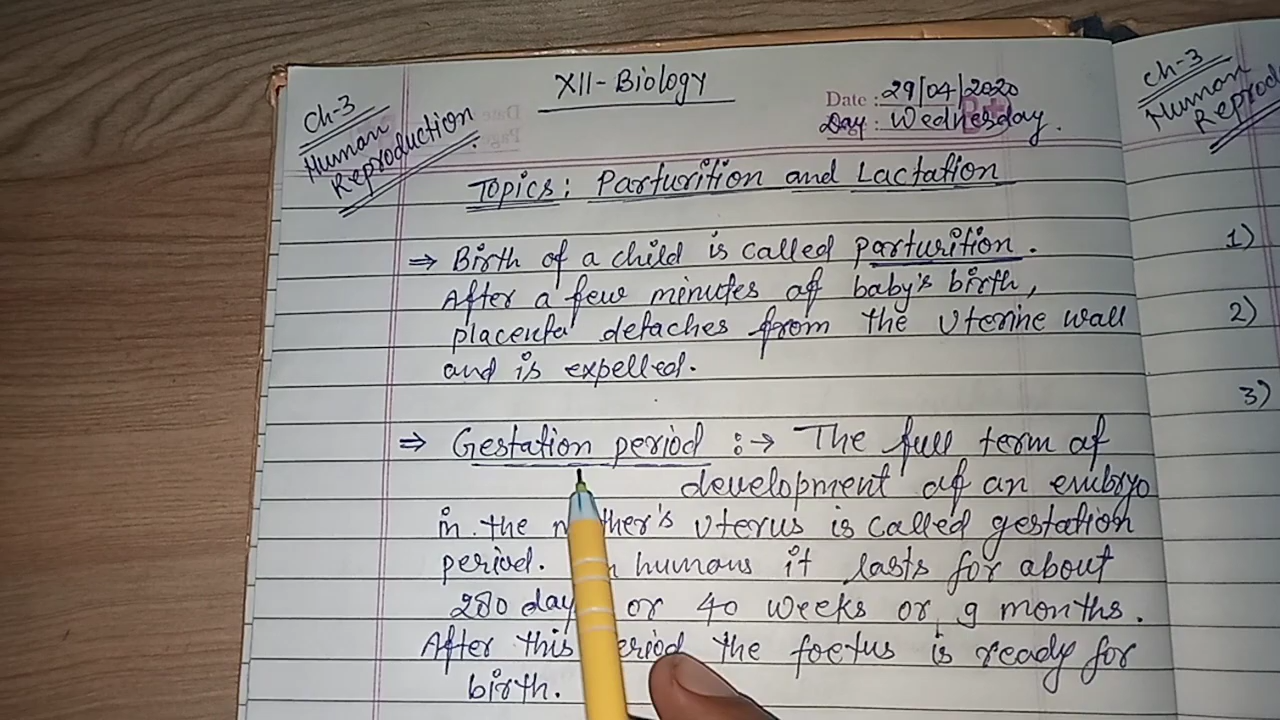 XII- Biology
Ch-3
Human
Reproduction
Date : 29/04/2020
Day : Wednesday.
Topics: Parturition and Lactation
⇒ Birth of a child is called parturition.
After a few minutes of baby's birth,
placenta detaches from the uterine wall
and is expelled.
⇒ Gestation period :→ The full term of
development of an embryo
in the uterus is called gestation
period. humans it lasts for about
280 or 40 weeks or 9 months.
After this the foetus is ready for
birth.
Ch-3
Human
1)
2)
3)